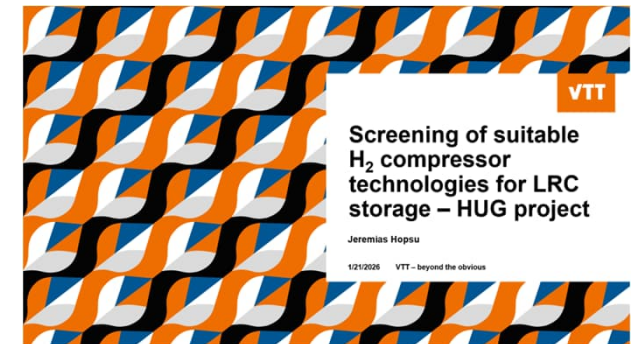 VTT
Screening of suitable
H₂ compressor
technologies for LRC
storage – HUG project
Jeremias Hopsu
1/21/2026 VTT – beyond the obvious